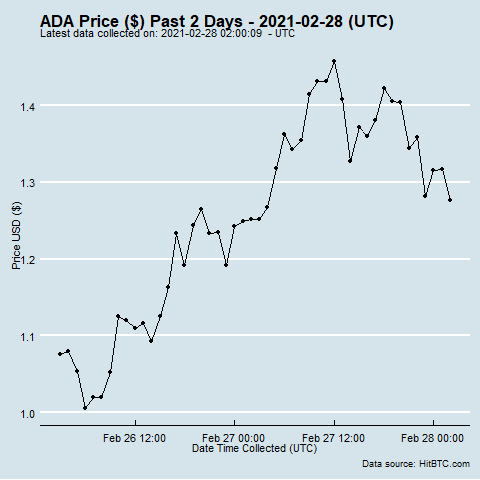 ADA Price ($) Past 2 Days - 2021-02-28 (UTC)
Latest data collected on: 2021-02-28 02:00:09  - UTC
Price USD ($)
1.4
1.3
1.2
1.1
1.0
Feb 26 12:00 Feb 27 00:00 Feb 27 12:00 Feb 28 00:00
Date Time Collected (UTC)
Data source: HitBTC.com